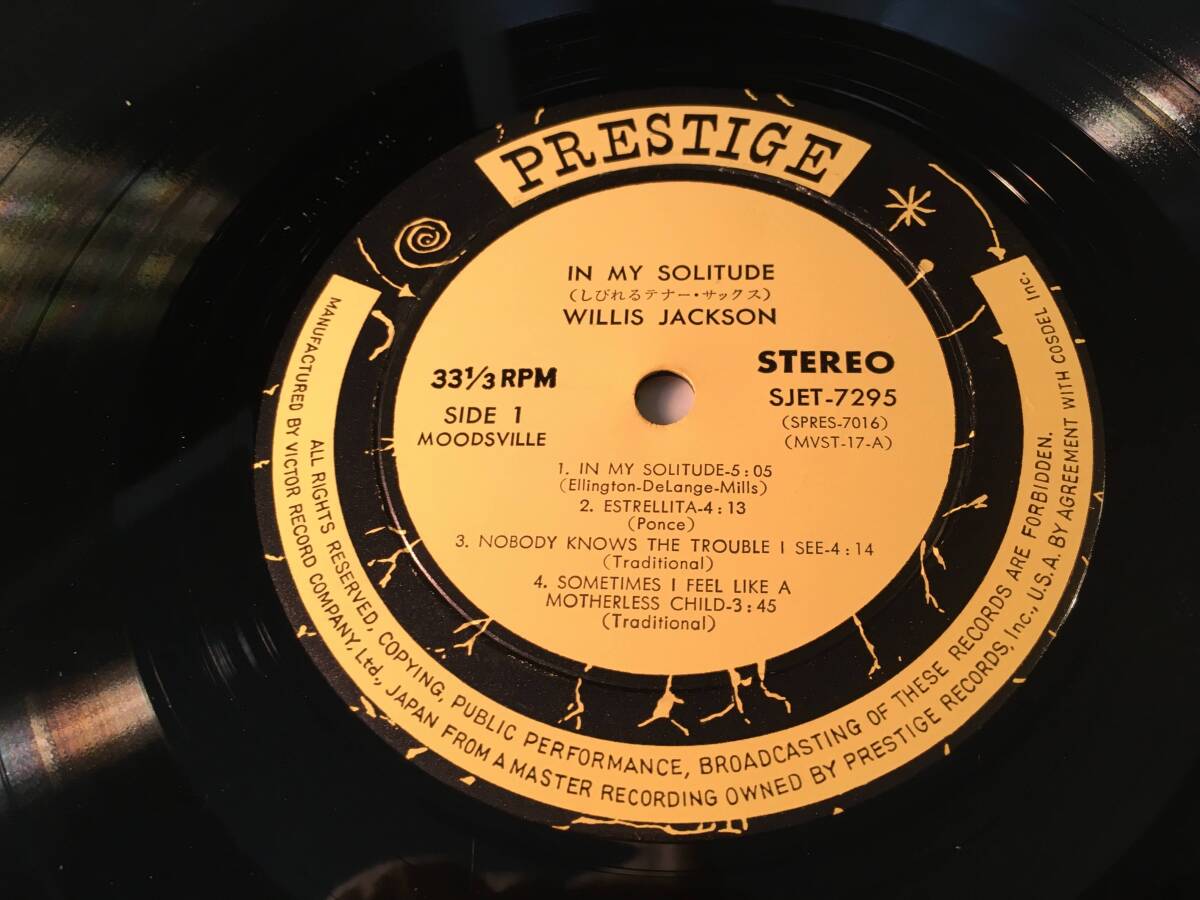 PRESTIGE
IN MY SOLITUDE
(しびれるテナー・サックス)
WILLIS JACKSON
33 1/3 RPM
SIDE 1
MOODSVILLE
STEREO
SJET-7295
(SPRES-7016)
(MVST-17-A)
1. IN MY SOLITUDE-5:05
(Ellington-DeLange-Mills)
2. ESTRELLITA-4:13
(Ponce)
3. NOBODY KNOWS THE TROUBLE I SEE-4:14
(Traditional)
4. SOMETIMES I FEEL LIKE A
MOTHERLESS CHILD-3:45
(Traditional)
ALL RIGHTS RESERVED, COPYING, PUBLIC PERFORMANCE, BROADCASTING OF THESE RECORDS ARE FORBIDDEN.
MANUFACTURED BY VICTOR RECORD COMPANY, Ltd., JAPAN FROM A MASTER RECORDING OWNED BY PRESTIGE RECORDS, Inc., U.S.A. BY AGREEMENT WITH COSDEL Inc.